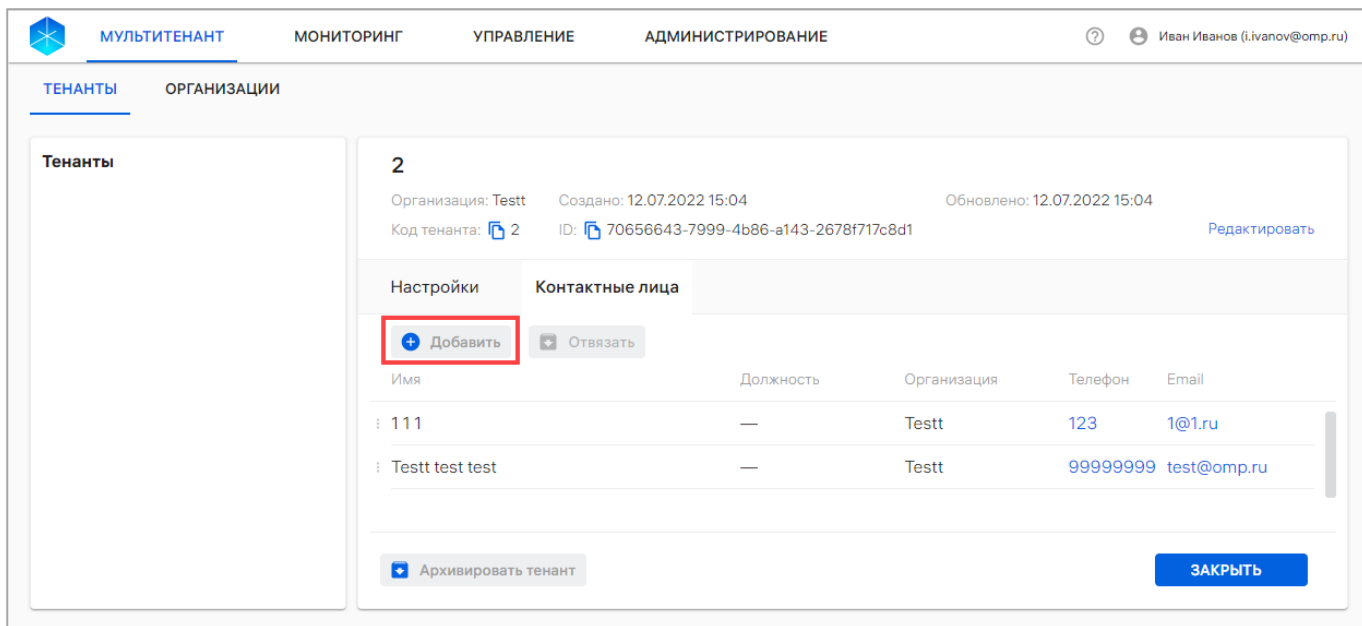 МУЛЬТИТЕНАНТ МОНИТОРИНГ УПРАВЛЕНИЕ АДМИНИСТРИРОВАНИЕ ? Иван Иванов (i.ivanov@omp.ru)
ТЕНАНТЫ ОРГАНИЗАЦИИ
Тенанты
2
Организация: Testt Создано: 12.07.2022 15:04 Обновлено: 12.07.2022 15:04
Код тенанта: 2 ID: 70656643-7999-4b86-a143-2678f717c8d1 Редактировать
Настройки Контактные лица
Добавить Отвязать
Имя Должность Организация Телефон Email
111 — Testt 123 1@1.ru
Testt test test — Testt 99999999 test@omp.ru
Архивировать тенант ЗАКРЫТЬ